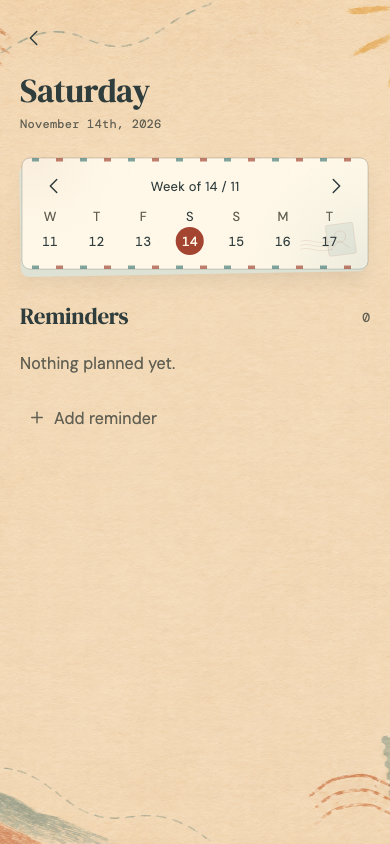 Saturday
November 14th, 2026
Week of 14 / 11
W T F S S M T
11 12 13 14 15 16 17
Reminders 0
Nothing planned yet.
+ Add reminder